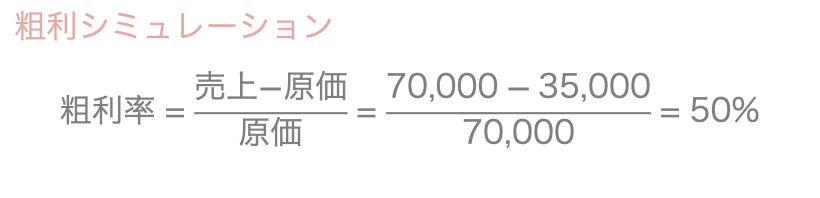 粗利シミュレーション
粗利率 = 売上−原価 / 原価 = 70,000 − 35,000 / 70,000 = 50%